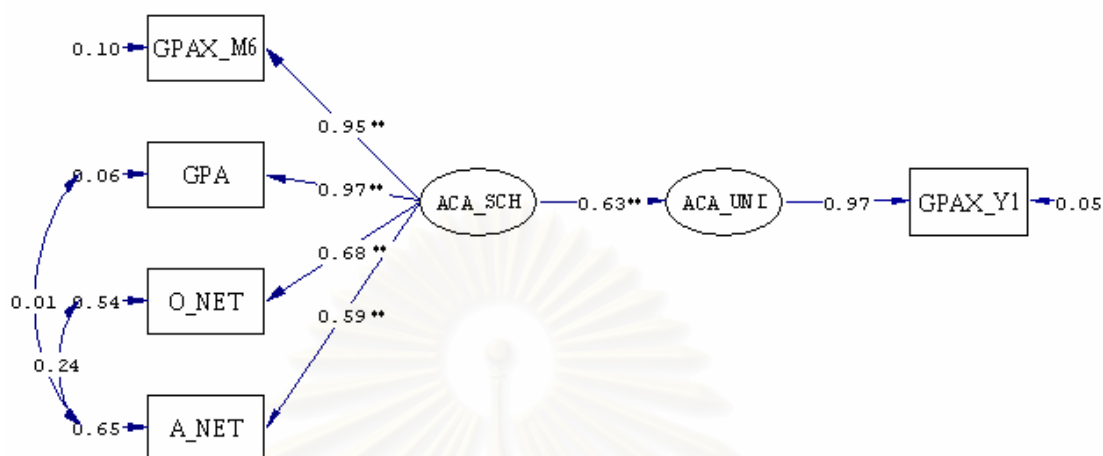 0.10 GPAX_M6
0.95**
0.06 GPA
0.97**
ACA_SCH 0.63** ACA_UNI 0.97 GPAX_Y1 0.05
0.68**
0.01 0.54 O_NET
0.59**
0.24
0.65 A_NET